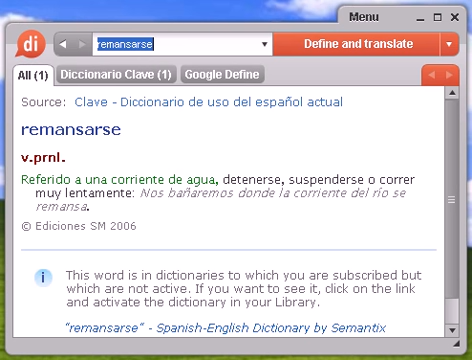 Menu
di
remansarse
Define and translate
All (1)
Diccionario Clave (1)
Google Define
Source: Clave - Diccionario de uso del español actual
remansarse
v.prnl.
Referido a una corriente de agua, detenerse, suspenderse o correr
muy lentamente: Nos bañaremos donde la corriente del río se
remansa.
© Ediciones SM 2006
i
This word is in dictionaries to which you are subscribed but
which are not active. If you want to see it, click on the link
and activate the dictionary in your Library.
"remansarse" - Spanish-English Dictionary by Semantix